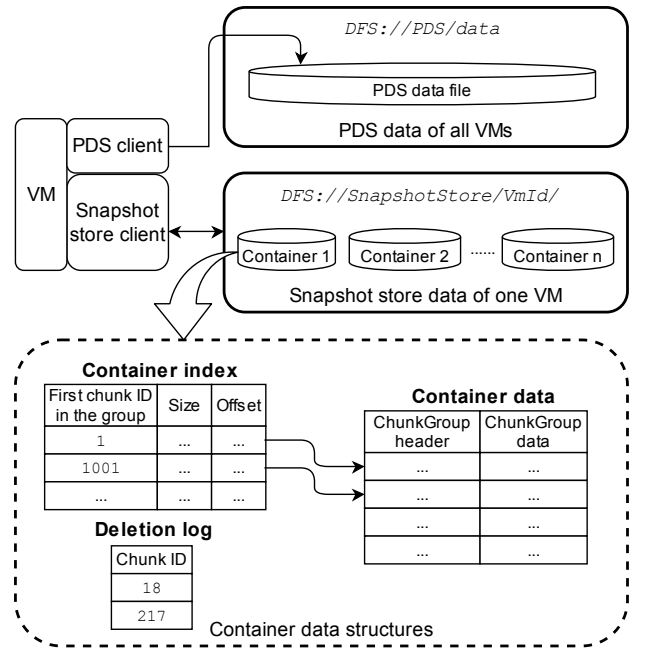 DFS://PDS/data
PDS data file
PDS data of all VMs
VM
PDS client
Snapshot
store client
DFS://SnapshotStore/VmId/
Container 1
Container 2
......
Container n
Snapshot store data of one VM
Container index
First chunk ID
in the group
Size
Offset
1
...
...
1001
...
...
...
...
...
Container data
ChunkGroup
header
ChunkGroup
data
...
...
...
...
...
...
...
...
Deletion log
Chunk ID
18
217
Container data structures